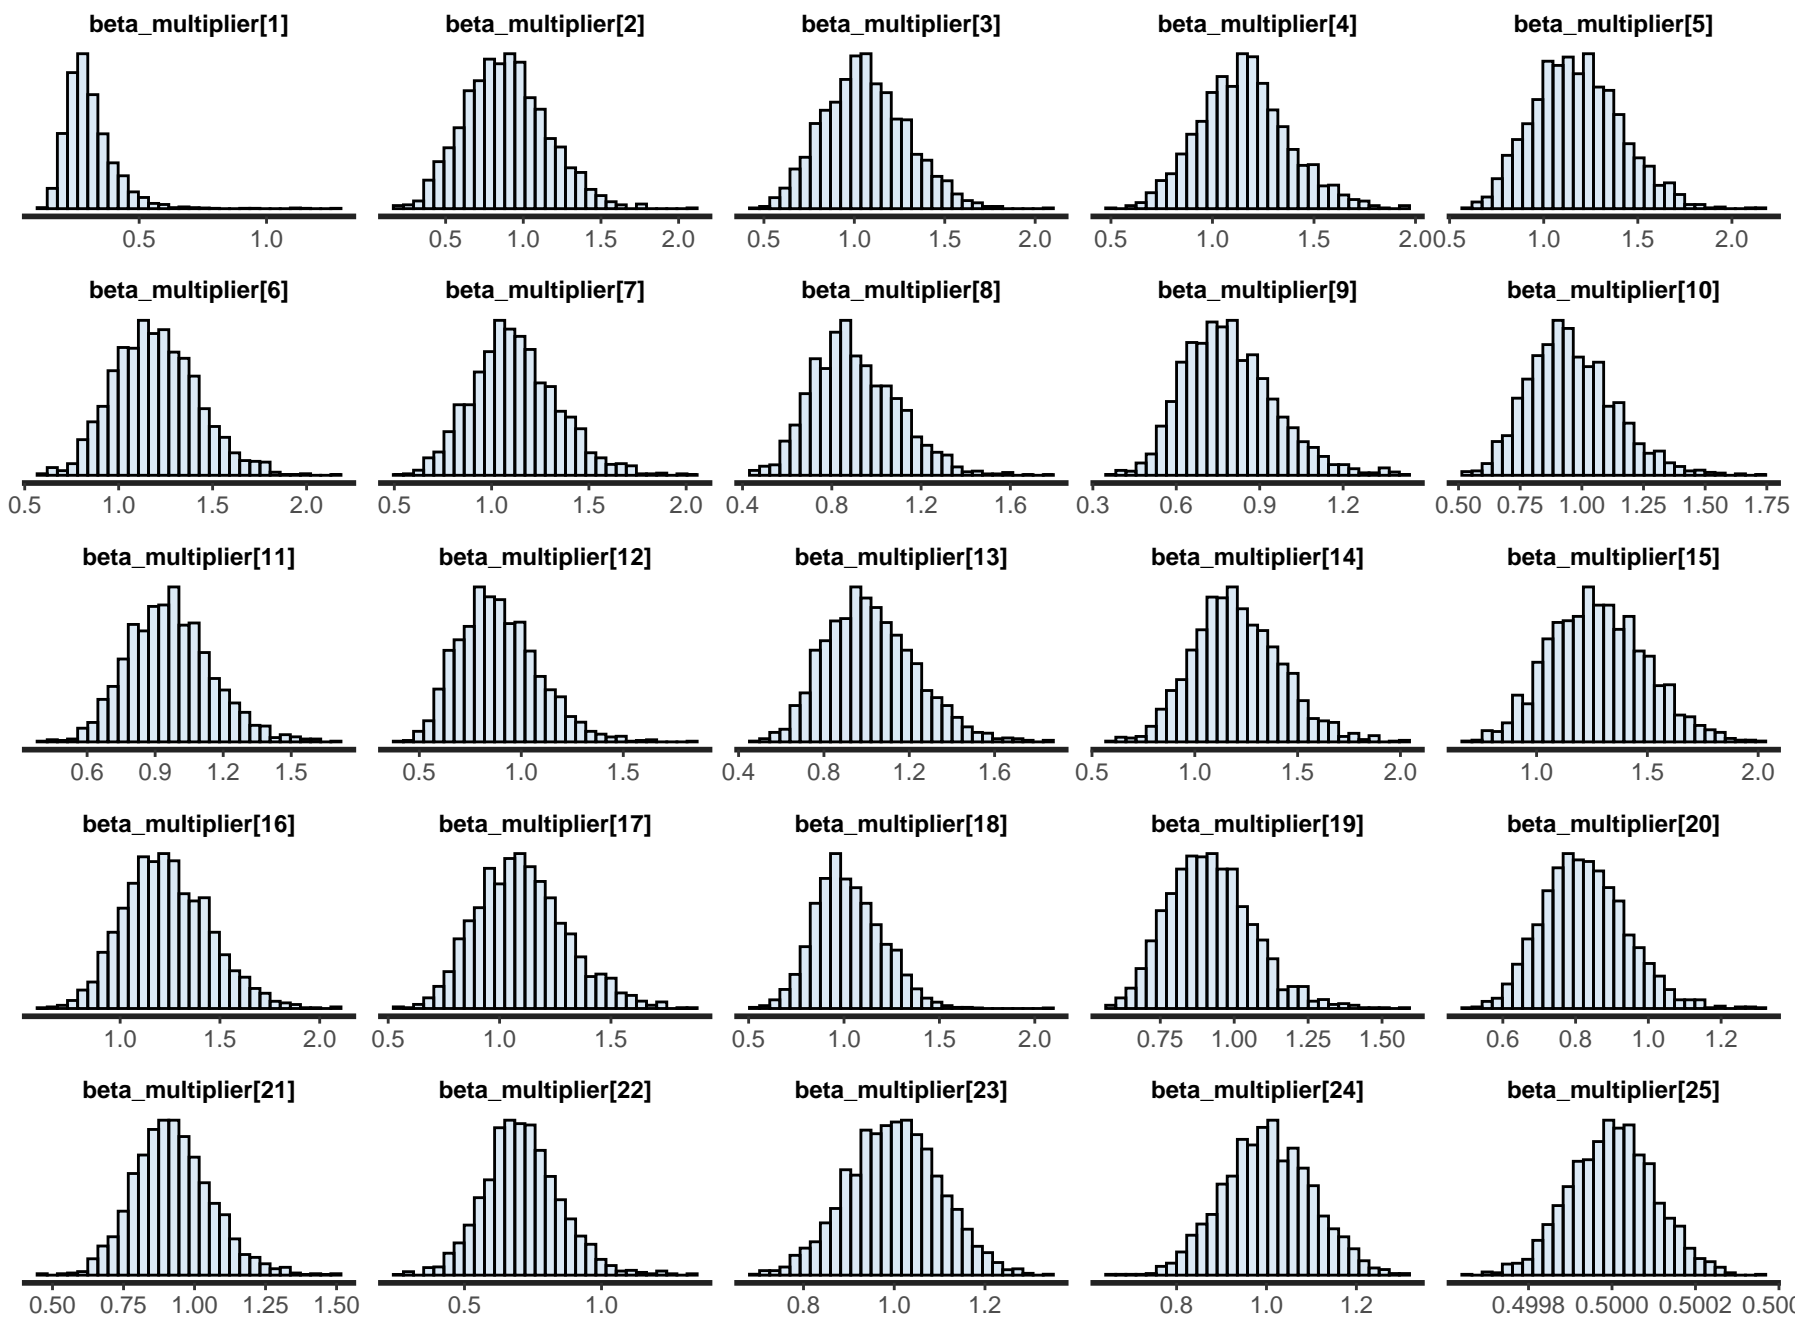 beta_multiplier[1] beta_multiplier[2] beta_multiplier[3] beta_multiplier[4] beta_multiplier[5]
0.5 1.0 0.5 1.0 1.5 2.0 0.5 1.0 1.5 2.0 0.5 1.0 1.5 2.0 0.5 1.0 1.5 2.0
beta_multiplier[6] beta_multiplier[7] beta_multiplier[8] beta_multiplier[9] beta_multiplier[10]
0.5 1.0 1.5 2.0 0.5 1.0 1.5 2.0 0.4 0.8 1.2 1.6 0.3 0.6 0.9 1.2 0.50 0.75 1.00 1.25 1.50 1.75
beta_multiplier[11] beta_multiplier[12] beta_multiplier[13] beta_multiplier[14] beta_multiplier[15]
0.6 0.9 1.2 1.5 0.5 1.0 1.5 0.4 0.8 1.2 1.6 0.5 1.0 1.5 2.0 1.0 1.5 2.0
beta_multiplier[16] beta_multiplier[17] beta_multiplier[18] beta_multiplier[19] beta_multiplier[20]
1.0 1.5 2.0 0.5 1.0 1.5 0.5 1.0 1.5 2.0 0.75 1.00 1.25 1.50 0.6 0.8 1.0 1.2
beta_multiplier[21] beta_multiplier[22] beta_multiplier[23] beta_multiplier[24] beta_multiplier[25]
0.50 0.75 1.00 1.25 1.50 0.5 1.0 0.8 1.0 1.2 0.8 1.0 1.2 0.4998 0.5000 0.5002